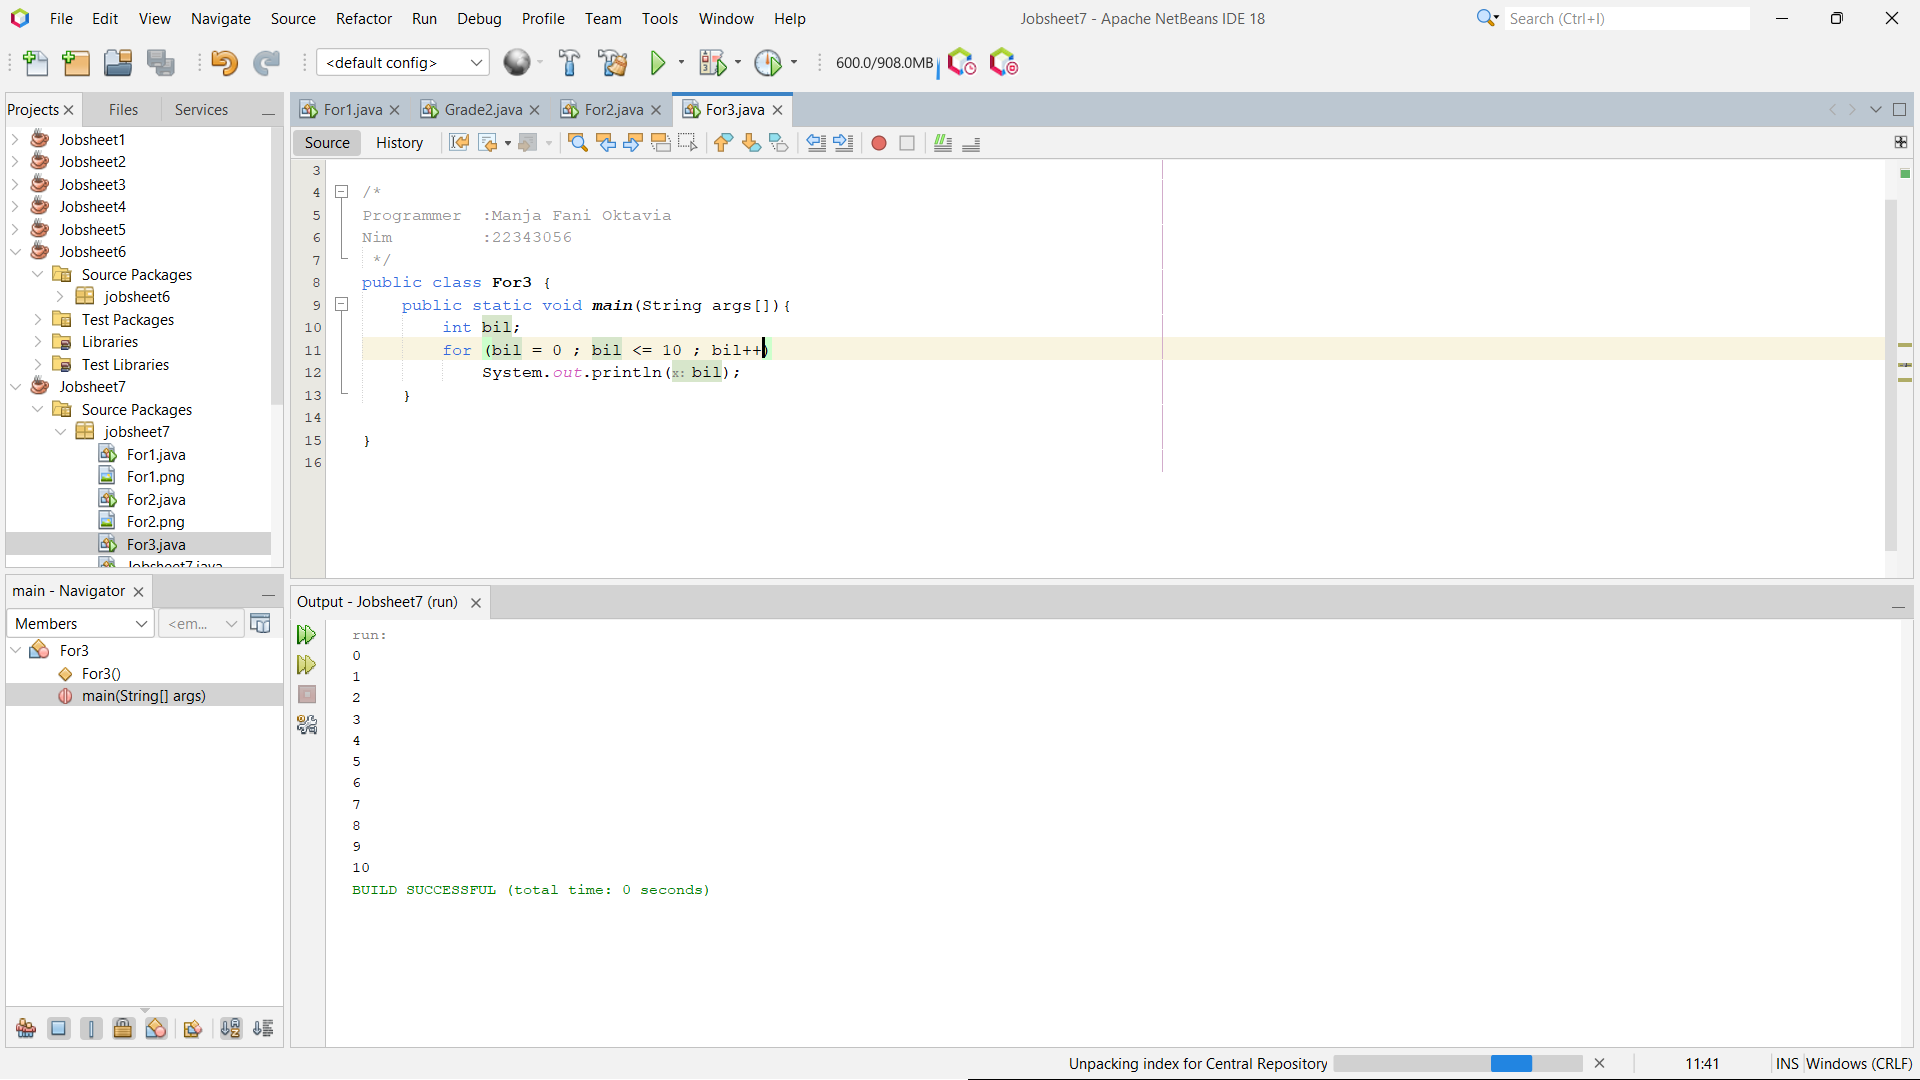 File Edit View Navigate Source Refactor Run Debug Profile Team Tools Window Help
Jobsheet7 - Apache NetBeans IDE 18
Search (Ctrl+I)
<default config>
600.0/908.0MB
Projects Files Services
For1.java Grade2.java For2.java For3.java
Source History
Jobsheet1
Jobsheet2
Jobsheet3
Jobsheet4
Jobsheet5
Jobsheet6
Source Packages
jobsheet6
Test Packages
Libraries
Test Libraries
Jobsheet7
Source Packages
jobsheet7
For1.java
For1.png
For2.java
For2.png
For3.java
Jobsheet7.java
3
4 /*
5 Programmer :Manja Fani Oktavia
6 Nim :22343056
7 */
8 public class For3 {
9 public static void main(String args[]){
10 int bil;
11 for (bil = 0 ; bil <= 10 ; bil++)
12 System.out.println(x: bil);
13 }
14
15 }
16
main - Navigator
Members
<em...
For3
For3()
main(String[] args)
Output - Jobsheet7 (run)
run:
0
1
2
3
4
5
6
7
8
9
10
BUILD SUCCESSFUL (total time: 0 seconds)
Unpacking index for Central Repository
11:41
INS
Windows (CRLF)